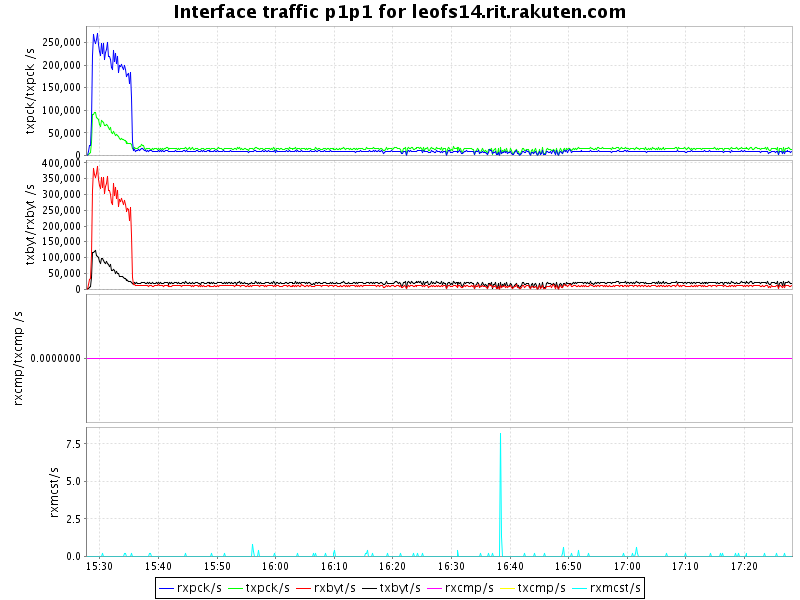 Interface traffic p1p1 for leofs14.rit.rakuten.com
txpck/txpck /s
250,000
200,000
150,000
100,000
50,000
0
txbyt/rxbyt /s
400,000
350,000
300,000
250,000
200,000
150,000
100,000
50,000
0
rxcmp/txcmp /s
0.0000000
rxmcst/s
7.5
5.0
2.5
0.0
15:30 15:40 15:50 16:00 16:10 16:20 16:30 16:40 16:50 17:00 17:10 17:20
rxpck/s txpck/s rxbyt/s txbyt/s rxcmp/s txcmp/s rxmcst/s